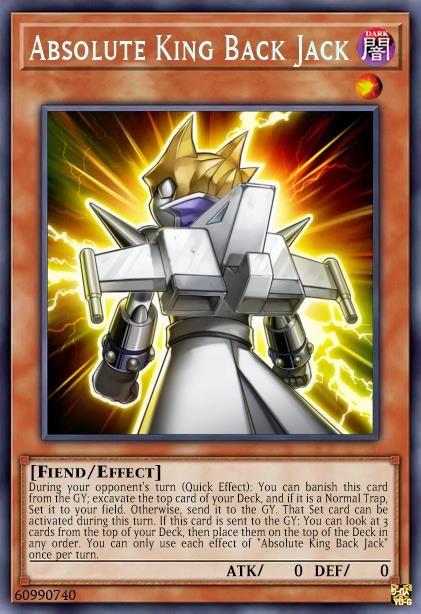 ABSOLUTE KING BACK JACK
DARK
闇
[FIEND/EFFECT]
During your opponent's turn (Quick Effect): You can banish this card
from the GY; excavate the top card of your Deck, and if it is a Normal Trap,
Set it to your field. Otherwise, send it to the GY. That Set card can be
activated during this turn. If this card is sent to the GY: You can look at 3
cards from the top of your Deck, then place them on the top of the Deck in
any order. You can only use each effect of "Absolute King Back Jack"
once per turn.
ATK/ 0 DEF/ 0
60990740